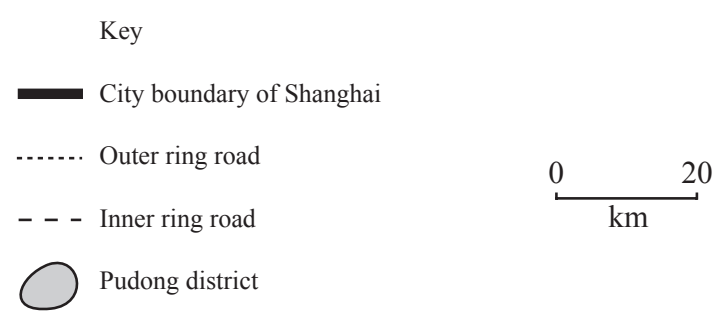 Key
City boundary of Shanghai
Outer ring road
0 20
Inner ring road
km
Pudong district